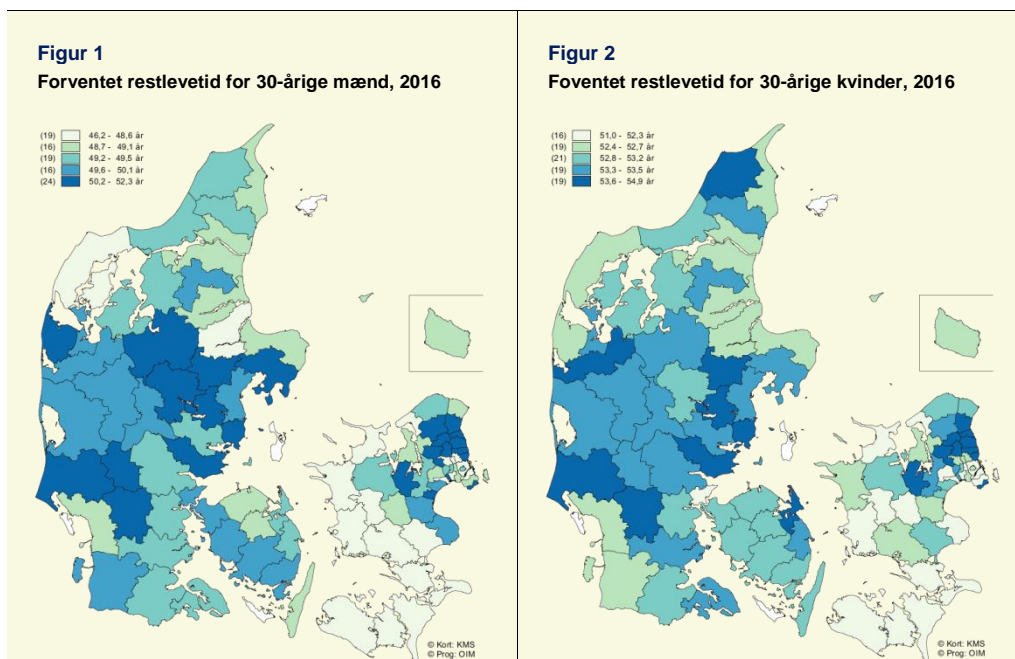 Figur 1
Forventet restlevetid for 30-årige mænd, 2016
(19) 46,2 - 48,6 år
(16) 48,7 - 49,1 år
(19) 49,2 - 49,5 år
(16) 49,6 - 50,1 år
(24) 50,2 - 52,3 år
© Kort: KMS
© Prog: OIM
Figur 2
Foventet restlevetid for 30-årige kvinder, 2016
(16) 51,0 - 52,3 år
(19) 52,4 - 52,7 år
(21) 52,8 - 53,2 år
(19) 53,3 - 53,5 år
(19) 53,6 - 54,9 år
© Kort: KMS
© Prog: OIM